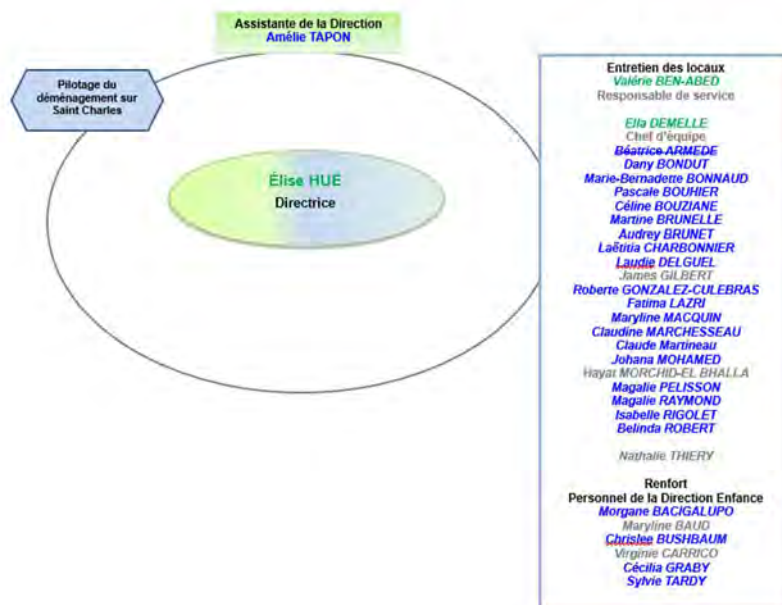 Assistante de la Direction
Amélie TAPON
Pilotage du
déménagement sur
Saint Charles
Élise HUÉ
Directrice
Entretien des locaux
Valérie BEN-ABED
Responsable de service
Ella DEMELLE
Chef d'équipe
Béatrice ARMEDE
Dany BONDUT
Marie-Bernadette BONNAUD
Pascale BOUHIER
Céline BOUZIANE
Martine BRUNELLE
Audrey BRUNET
Laëtitia CHARBONNIER
Laudie DELGUEL
James GILBERT
Roberte GONZALEZ-CULEBRAS
Fatima LAZRI
Maryline MACQUIN
Claudine MARCHESSEAU
Claude Martineau
Johana MOHAMED
Hayat MORCHID-EL BHALLA
Magalie PELISSON
Magalie RAYMOND
Isabelle RIGOLET
Belinda ROBERT
Nathalie THIERY
Renfort
Personnel de la Direction Enfance
Morgane BACIGALUPO
Maryline BAUD
Chrislee BUSHBAUM
Virginie CARRICO
Cécilia GRABY
Sylvie TARDY